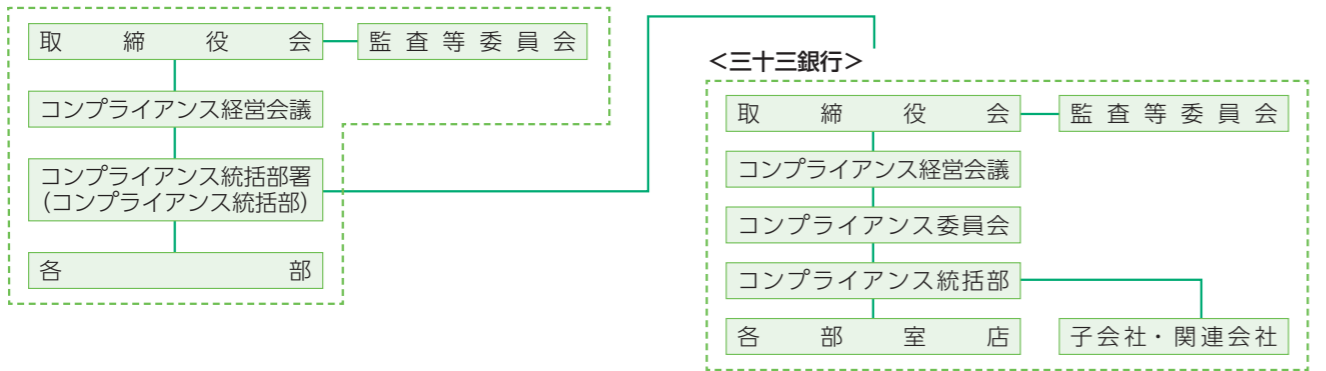 取締役会
監査等委員会
コンプライアンス経営会議
コンプライアンス統括部署
(コンプライアンス統括部)
各部
＜三十三銀行＞
取締役会
監査等委員会
コンプライアンス経営会議
コンプライアンス委員会
コンプライアンス統括部
各部室店
子会社・関連会社